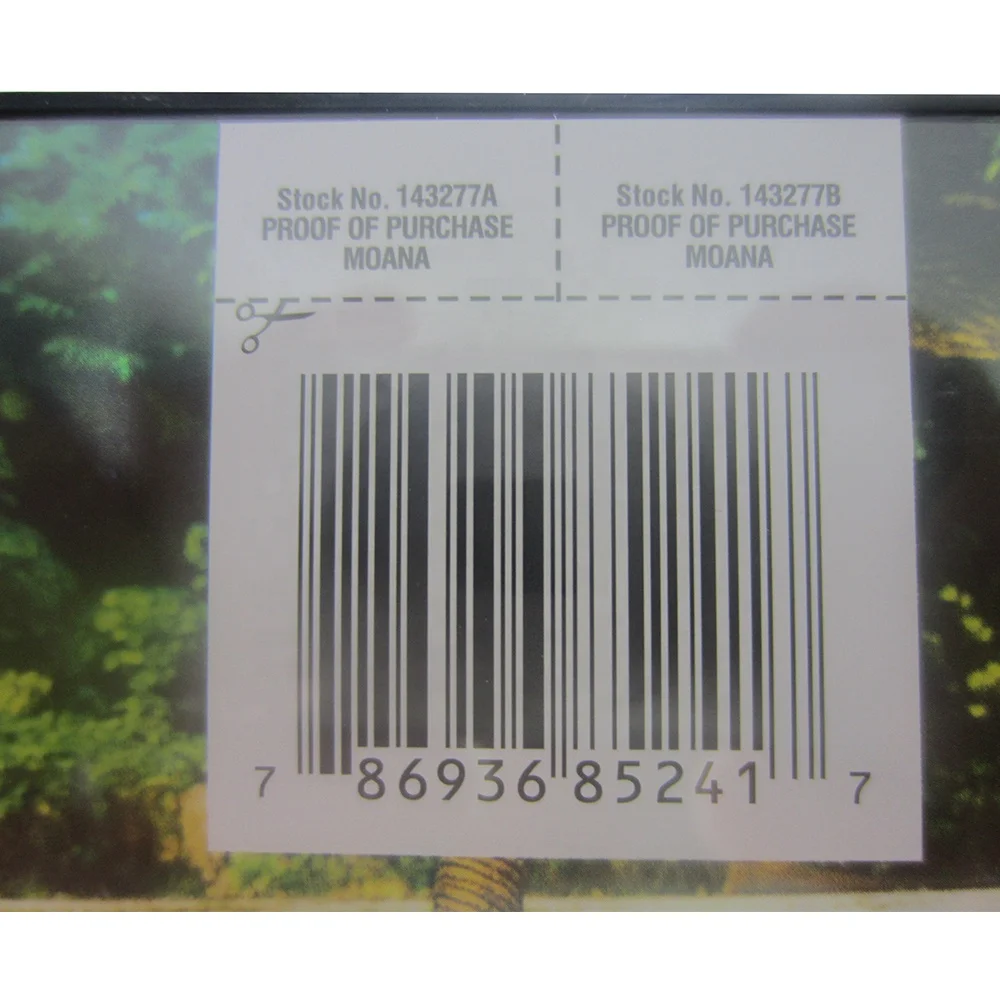 Stock No. 143277A
PROOF OF PURCHASE
MOANA
Stock No. 143277B
PROOF OF PURCHASE
MOANA
7 86936 85241 7